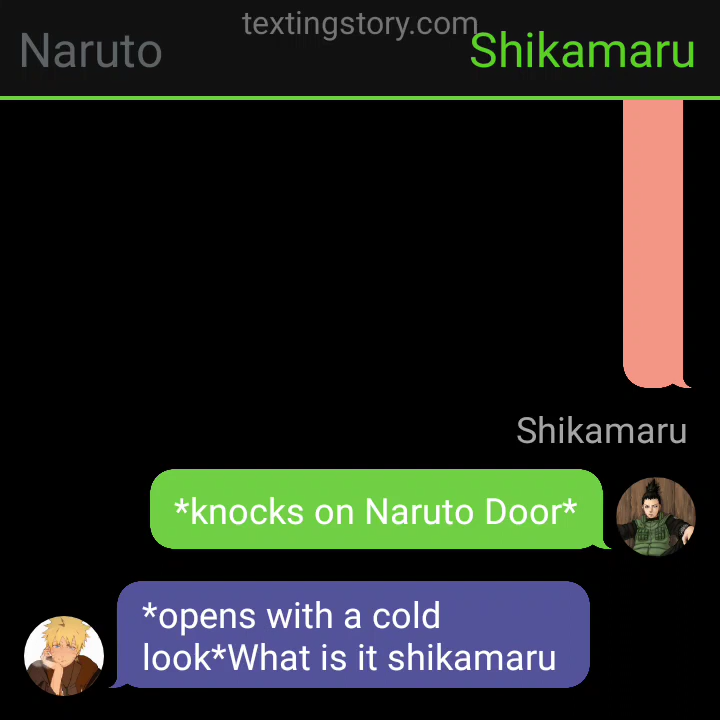 textingstory.com
Naruto
Shikamaru
Shikamaru
*knocks on Naruto Door*
*opens with a cold
look*What is it shikamaru